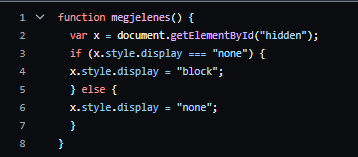 1 function megjelenes() {
2 var x = document.getElementById("hidden");
3 if (x.style.display === "none") {
4 x.style.display = "block";
5 } else {
6 x.style.display = "none";
7 }
8 }